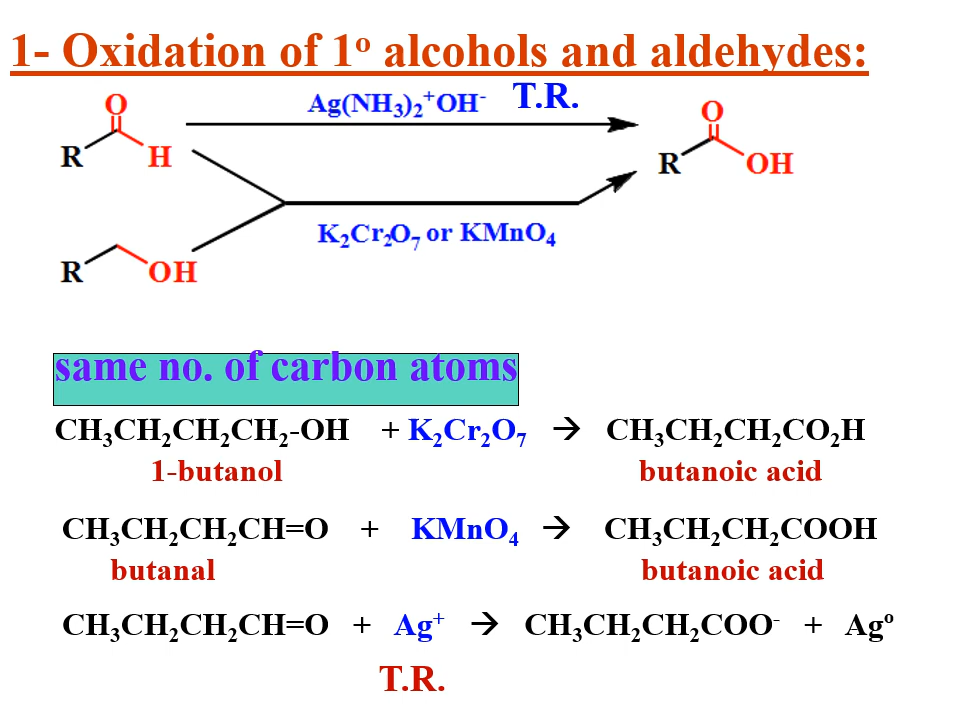 1- Oxidation of 1º alcohols and aldehydes:
Ag(NH₃)₂⁺OH⁻ T.R.
O
R H
O
R OH
K₂Cr₂O₇ or KMnO₄
R OH
same no. of carbon atoms
CH₃CH₂CH₂CH₂-OH + K₂Cr₂O₇ → CH₃CH₂CH₂CO₂H
1-butanol butanoic acid
CH₃CH₂CH₂CH=O + KMnO₄ → CH₃CH₂CH₂COOH
butanal butanoic acid
CH₃CH₂CH₂CH=O + Ag⁺ → CH₃CH₂CH₂COO⁻ + Agº
T.R.